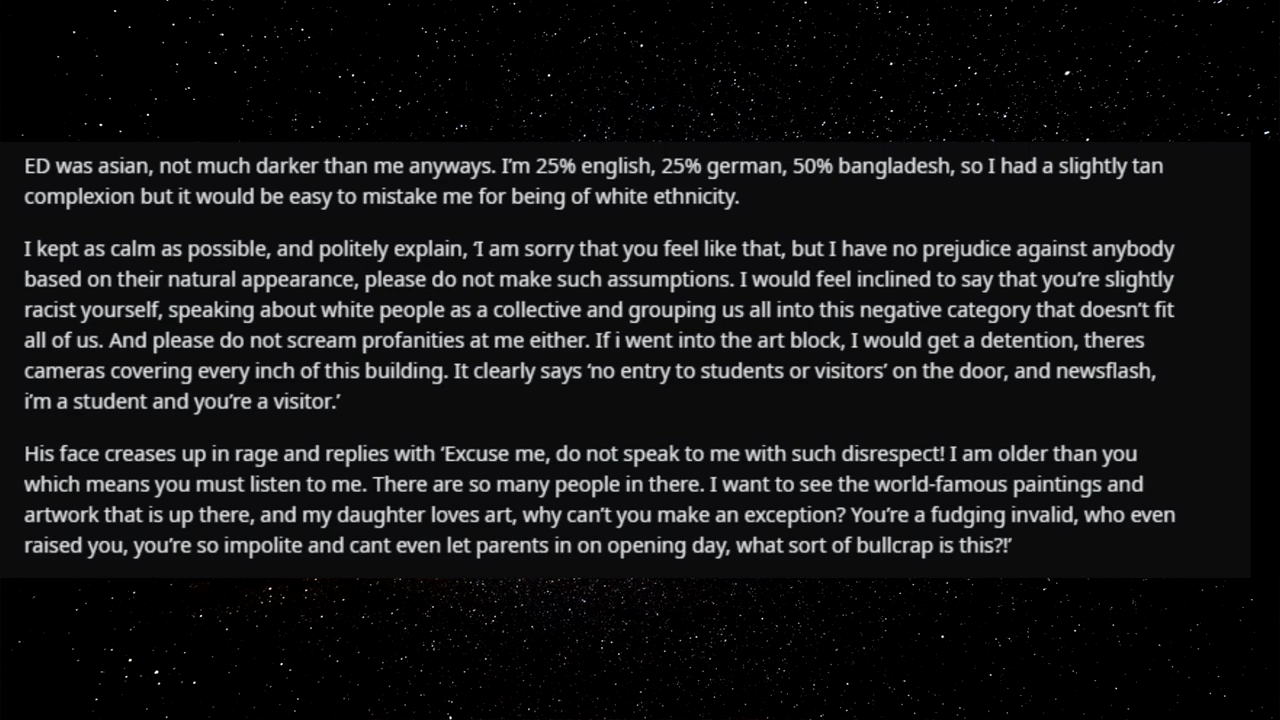 ED was asian, not much darker than me anyways. I'm 25% english, 25% german, 50% bangladesh, so I had a slightly tan
complexion but it would be easy to mistake me for being of white ethnicity.
I kept as calm as possible, and politely explain, 'I am sorry that you feel like that, but I have no prejudice against anybody
based on their natural appearance, please do not make such assumptions. I would feel inclined to say that you're slightly
racist yourself, speaking about white people as a collective and grouping us all into this negative category that doesn't fit
all of us. And please do not scream profanities at me either. If i went into the art block, I would get a detention, theres
cameras covering every inch of this building. It clearly says 'no entry to students or visitors' on the door, and newsflash,
i'm a student and you're a visitor.'
His face creases up in rage and replies with 'Excuse me, do not speak to me with such disrespect! I am older than you
which means you must listen to me. There are so many people in there. I want to see the world-famous paintings and
artwork that is up there, and my daughter loves art, why can't you make an exception? You're a fudging invalid, who even
raised you, you're so impolite and cant even let parents in on opening day, what sort of bullcrap is this?!'